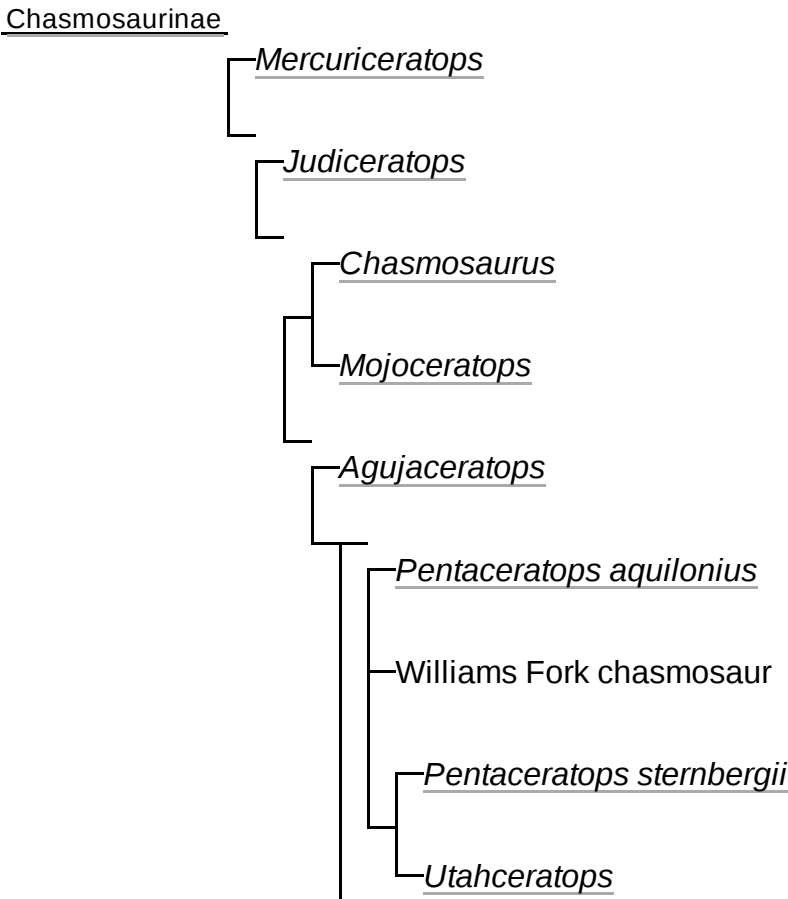 Chasmosaurinae
Mercuriceratops
Judiceratops
Chasmosaurus
Mojoceratops
Agujaceratops
Pentaceratops aquilonius
Williams Fork chasmosaur
Pentaceratops sternbergii
Utahceratops